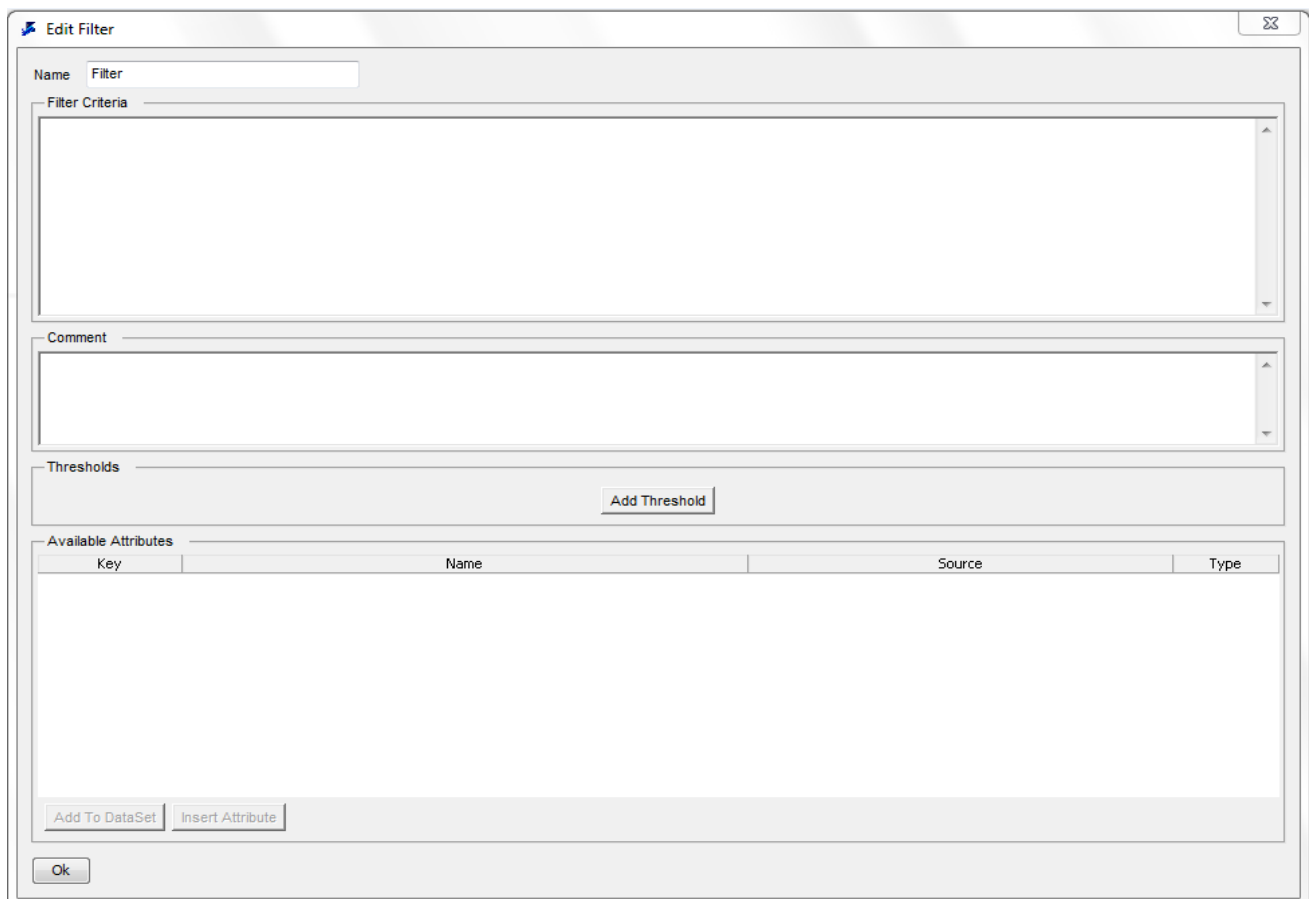 Edit Filter
Name Filter
Filter Criteria
Comment
Thresholds
Add Threshold
Available Attributes
Key Name Source Type
Add To DataSet Insert Attribute
Ok